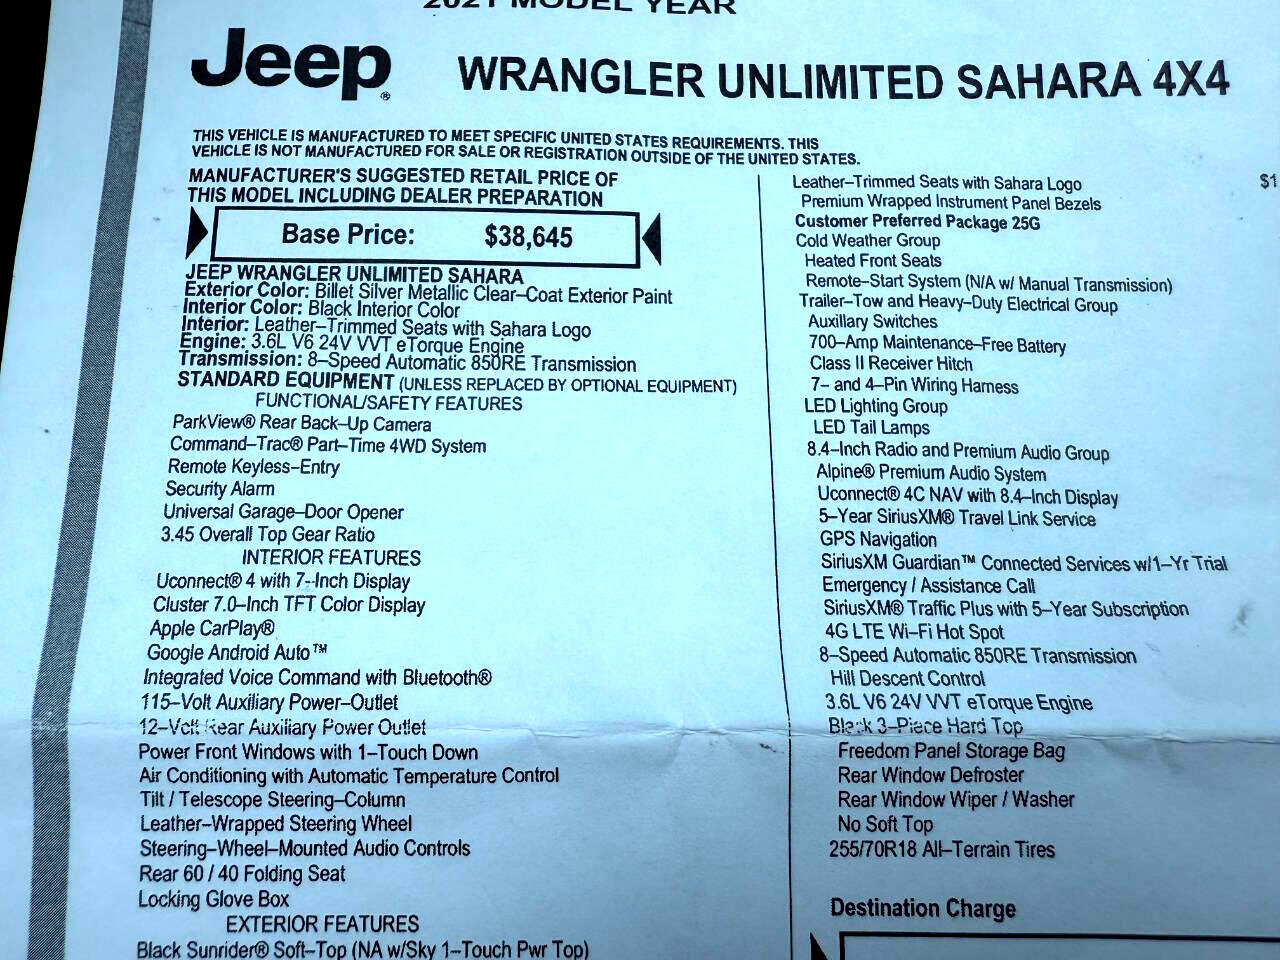 2021 MODEL YEAR
Jeep®
WRANGLER UNLIMITED SAHARA 4X4
THIS VEHICLE IS MANUFACTURED TO MEET SPECIFIC UNITED STATES REQUIREMENTS. THIS
VEHICLE IS NOT MANUFACTURED FOR SALE OR REGISTRATION OUTSIDE OF THE UNITED STATES.
MANUFACTURER'S SUGGESTED RETAIL PRICE OF
THIS MODEL INCLUDING DEALER PREPARATION
Base Price: $38,645
JEEP WRANGLER UNLIMITED SAHARA
Exterior Color: Billet Silver Metallic Clear–Coat Exterior Paint
Interior Color: Black Interior Color
Interior: Leather–Trimmed Seats with Sahara Logo
Engine: 3.6L V6 24V VVT eTorque Engine
Transmission: 8–Speed Automatic 850RE Transmission
STANDARD EQUIPMENT (UNLESS REPLACED BY OPTIONAL EQUIPMENT)
FUNCTIONAL/SAFETY FEATURES
ParkView® Rear Back–Up Camera
Command–Trac® Part–Time 4WD System
Remote Keyless–Entry
Security Alarm
Universal Garage–Door Opener
3.45 Overall Top Gear Ratio
INTERIOR FEATURES
Uconnect® 4 with 7–Inch Display
Cluster 7.0–Inch TFT Color Display
Apple CarPlay®
Google Android Auto™
Integrated Voice Command with Bluetooth®
115–Volt Auxiliary Power–Outlet
12–Volt Rear Auxiliary Power Outlet
Power Front Windows with 1–Touch Down
Air Conditioning with Automatic Temperature Control
Tilt / Telescope Steering–Column
Leather–Wrapped Steering Wheel
Steering–Wheel–Mounted Audio Controls
Rear 60 / 40 Folding Seat
Locking Glove Box
EXTERIOR FEATURES
Black Sunrider® Soft–Top (NA w/Sky 1–Touch Pwr Top)
Leather–Trimmed Seats with Sahara Logo $1
Premium Wrapped Instrument Panel Bezels
Customer Preferred Package 25G
Cold Weather Group
Heated Front Seats
Remote–Start System (N/A w/ Manual Transmission)
Trailer–Tow and Heavy–Duty Electrical Group
Auxillary Switches
700–Amp Maintenance–Free Battery
Class II Receiver Hitch
7– and 4–Pin Wiring Harness
LED Lighting Group
LED Tail Lamps
8.4–Inch Radio and Premium Audio Group
Alpine® Premium Audio System
Uconnect® 4C NAV with 8.4–Inch Display
5–Year SiriusXM® Travel Link Service
GPS Navigation
SiriusXM Guardian™ Connected Services w/1–Yr Trial
Emergency / Assistance Call
SiriusXM® Traffic Plus with 5–Year Subscription
4G LTE Wi–Fi Hot Spot
8–Speed Automatic 850RE Transmission
Hill Descent Control
3.6L V6 24V VVT eTorque Engine
Black 3–Piece Hard Top
Freedom Panel Storage Bag
Rear Window Defroster
Rear Window Wiper / Washer
No Soft Top
255/70R18 All–Terrain Tires
Destination Charge